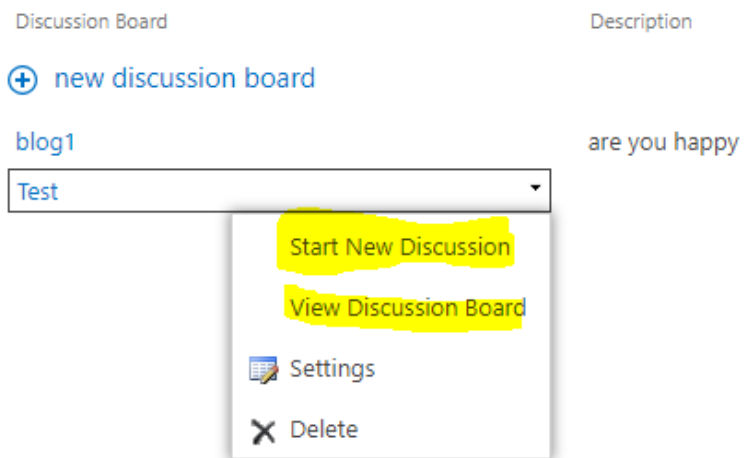 Discussion Board Description
new discussion board
blog1 are you happy
Test
Start New Discussion
View Discussion Board
Settings
Delete